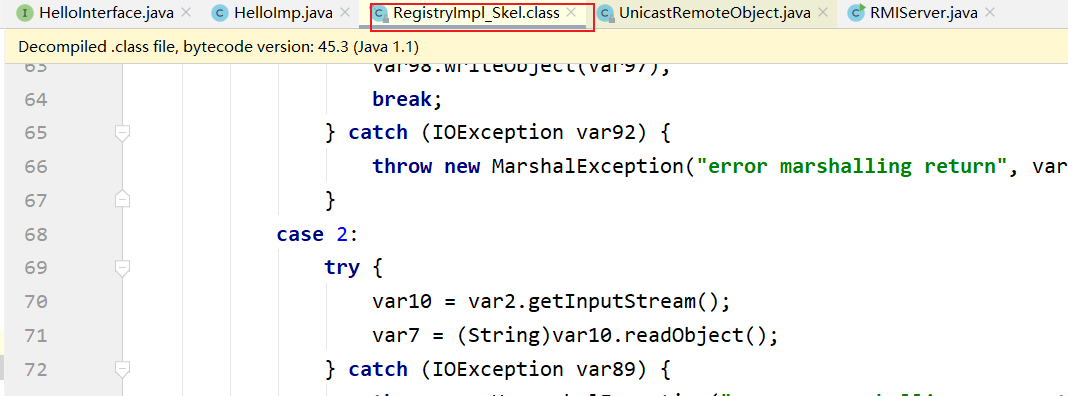 HelloInterface.java HelloImp.java RegistryImpl_Skel.class UnicastRemoteObject.java RMIServer.java
Decompiled .class file, bytecode version: 45.3 (Java 1.1)
63 var98.writeObject(var97);
64 break;
65 } catch (IOException var92) {
66 throw new MarshalException("error marshalling return", var
67 }
68 case 2:
69 try {
70 var10 = var2.getInputStream();
71 var7 = (String)var10.readObject();
72 } catch (IOException var89) {